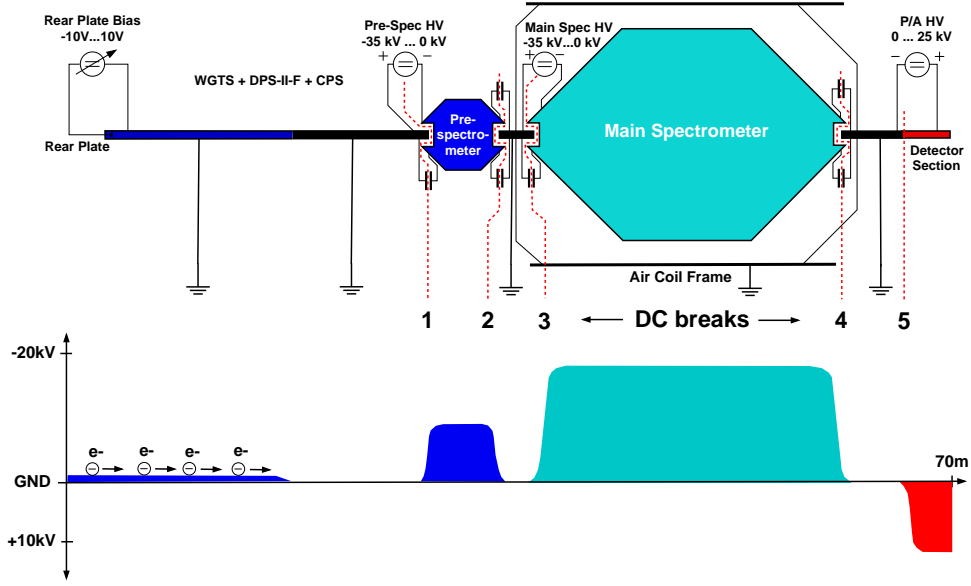 Rear Plate Bias
-10V...10V
Pre-Spec HV
-35 kV ... 0 kV
+ −
Main Spec HV
-35 kV...0 kV
+ −
P/A HV
0 ... 25 kV
− +
WGTS + DPS-II-F + CPS
Pre-
spectro-
meter
Main Spectrometer
Rear Plate
Detector
Section
Air Coil Frame
1 2 3 DC breaks 4 5
-20kV
e- e- e- e-
70m
GND
+10kV